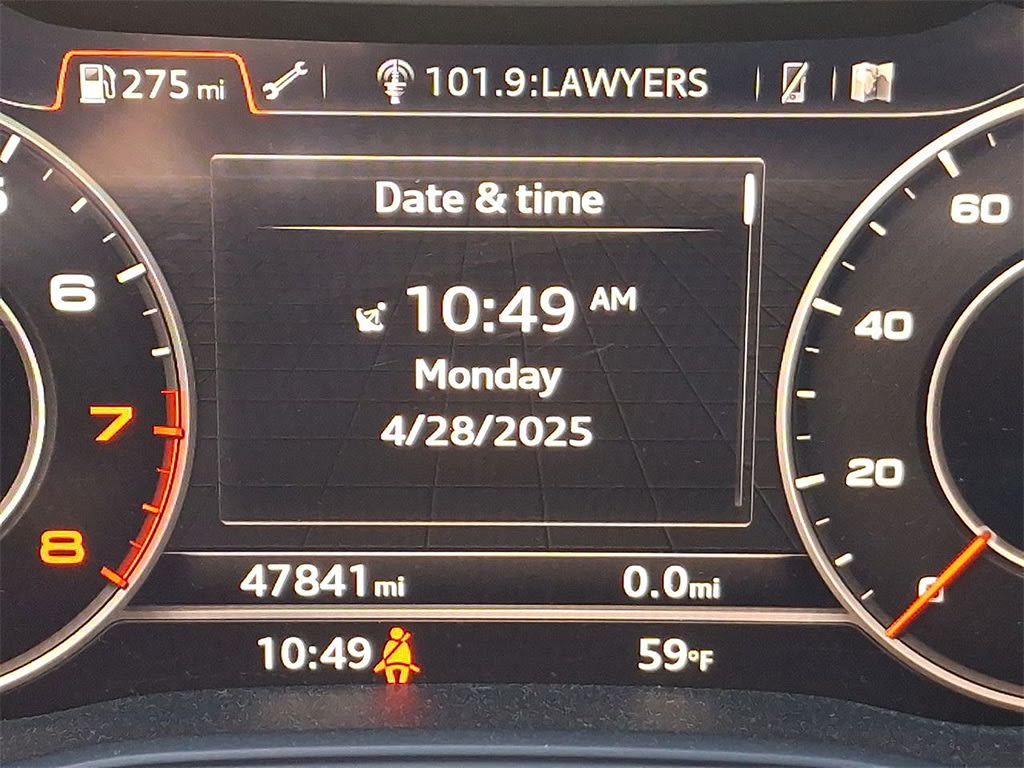 275 mi
101.9:LAWYERS
Date & time
10:49 AM
Monday
4/28/2025
6
7
8
60
40
20
0
47841 mi
0.0 mi
10:49
59°F